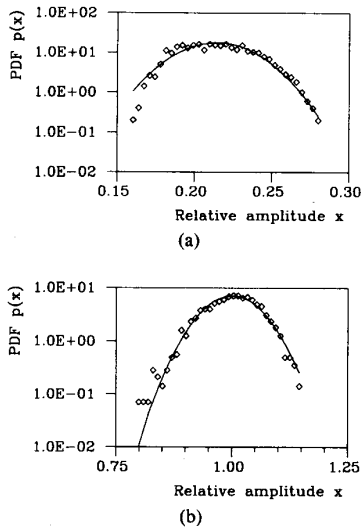 PDF p(x)
1.0E+02
1.0E+01
1.0E+00
1.0E-01
1.0E-02
0.15 0.20 0.25 0.30
Relative amplitude x
(a)
PDF p(x)
1.0E+01
1.0E+00
1.0E-01
1.0E-02
0.75 1.00 1.25
Relative amplitude x
(b)